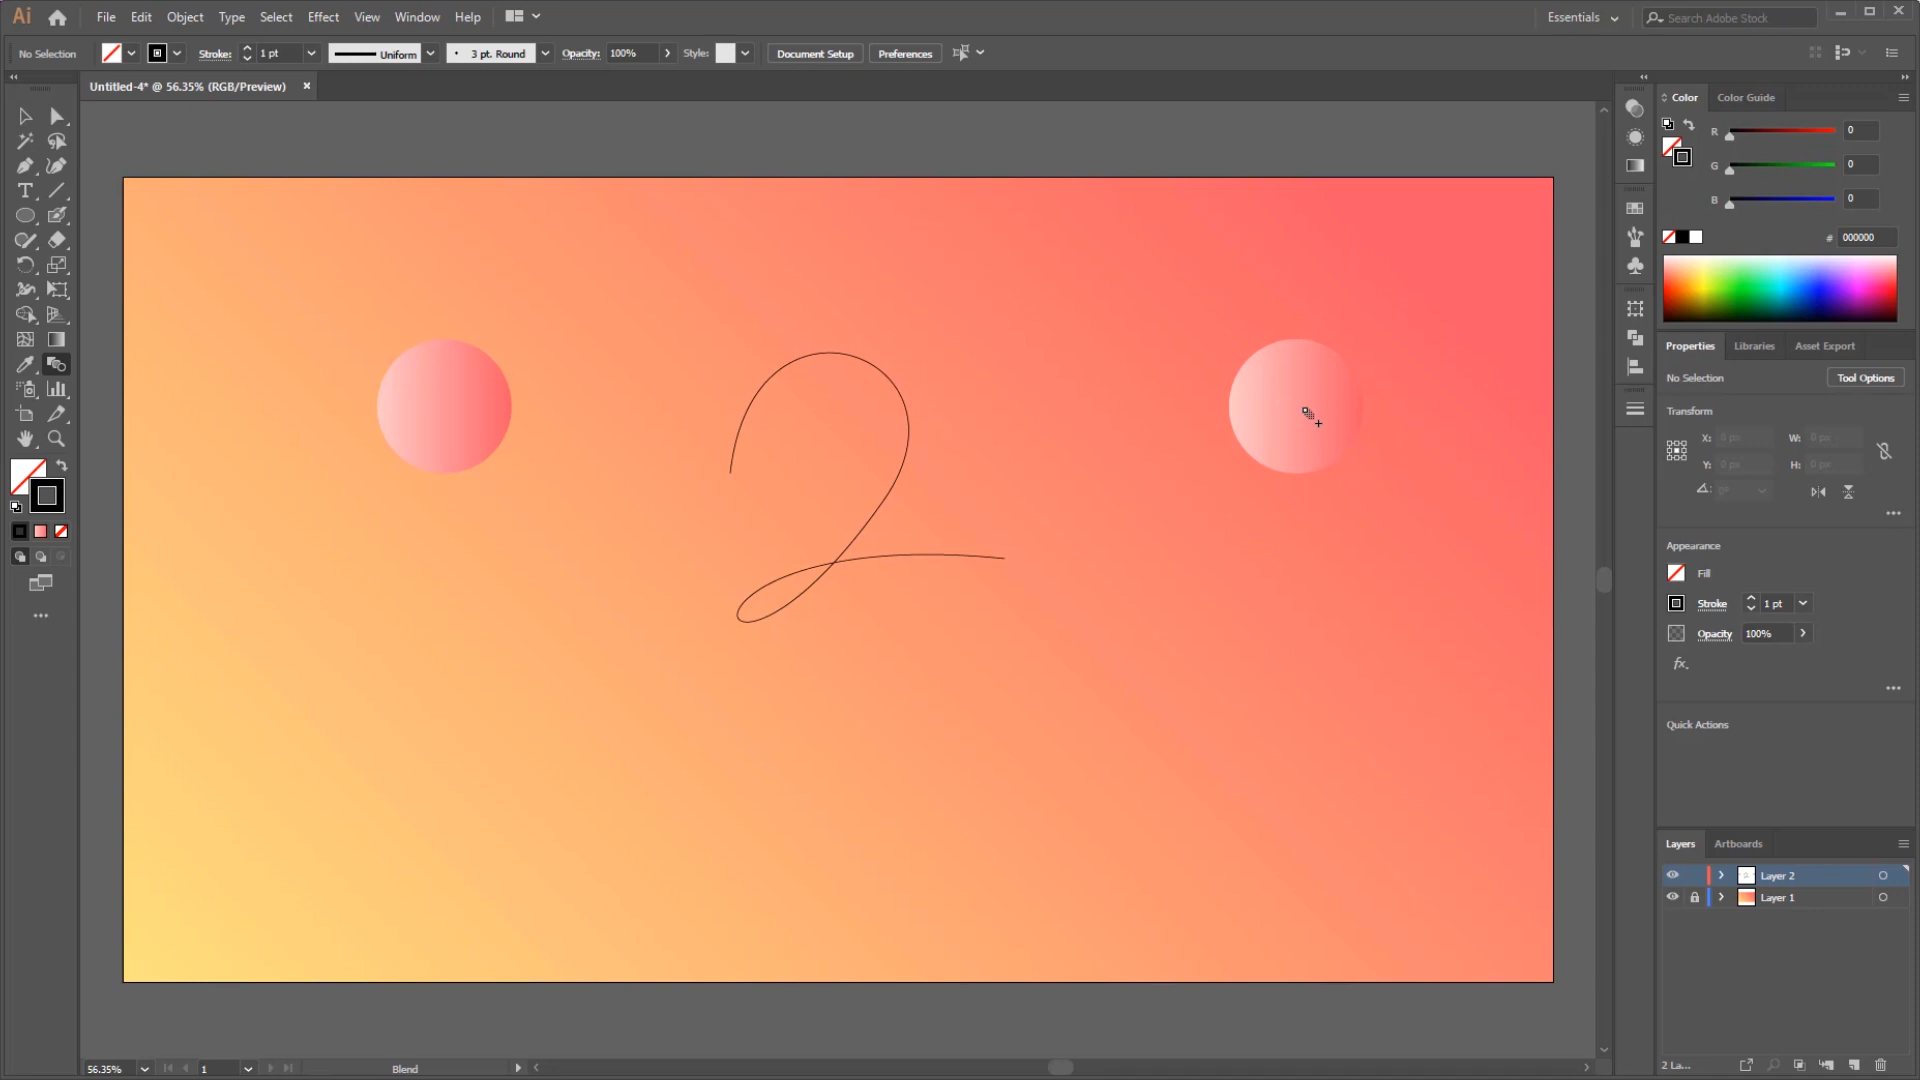 Ai File Edit Object Type Select Effect View Window Help Essentials Search Adobe Stock
No Selection Stroke: 1 pt Uniform 3 pt. Round Opacity: 100% Style: Document Setup Preferences
Untitled-4* @ 56.35% (RGB/Preview) ×
Color Color Guide
R 0
G 0
B 0
# 000000
Properties Libraries Asset Export
No Selection Tool Options
Transform
X: 0 px W: 0 px
Y: 0 px H: 0 px
0°
Appearance
Fill
Stroke 1 pt
Opacity 100%
fx.
Quick Actions
Layers Artboards
Layer 2
Layer 1
2 La...
2
56.35% 1 Blend